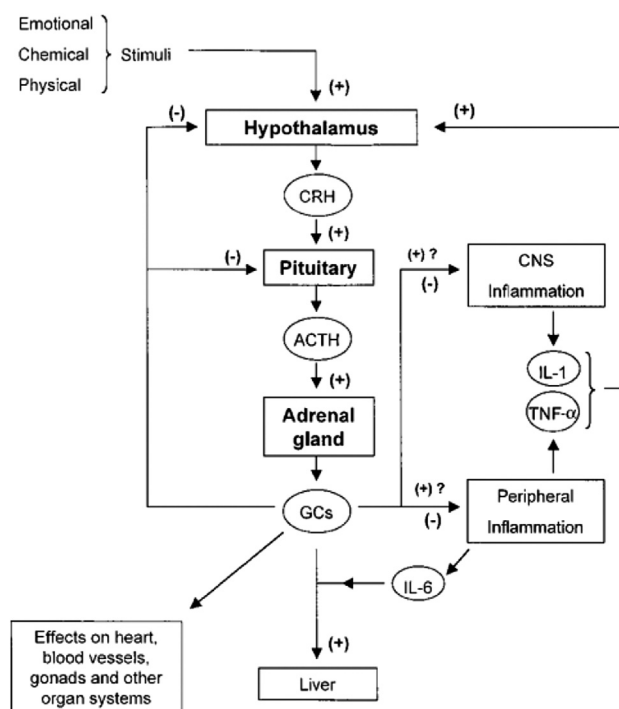 Emotional
Chemical
Stimuli
Physical
(+)
(-)
(+)
Hypothalamus
CRH
(+)
(-)
Pituitary
(+) ?
(-)
CNS
Inflammation
ACTH
IL-1
(+)
TNF-α
Adrenal
gland
(+) ?
(-)
GCs
Peripheral
Inflammation
IL-6
Effects on heart,
blood vessels,
gonads and other
organ systems
(+)
Liver